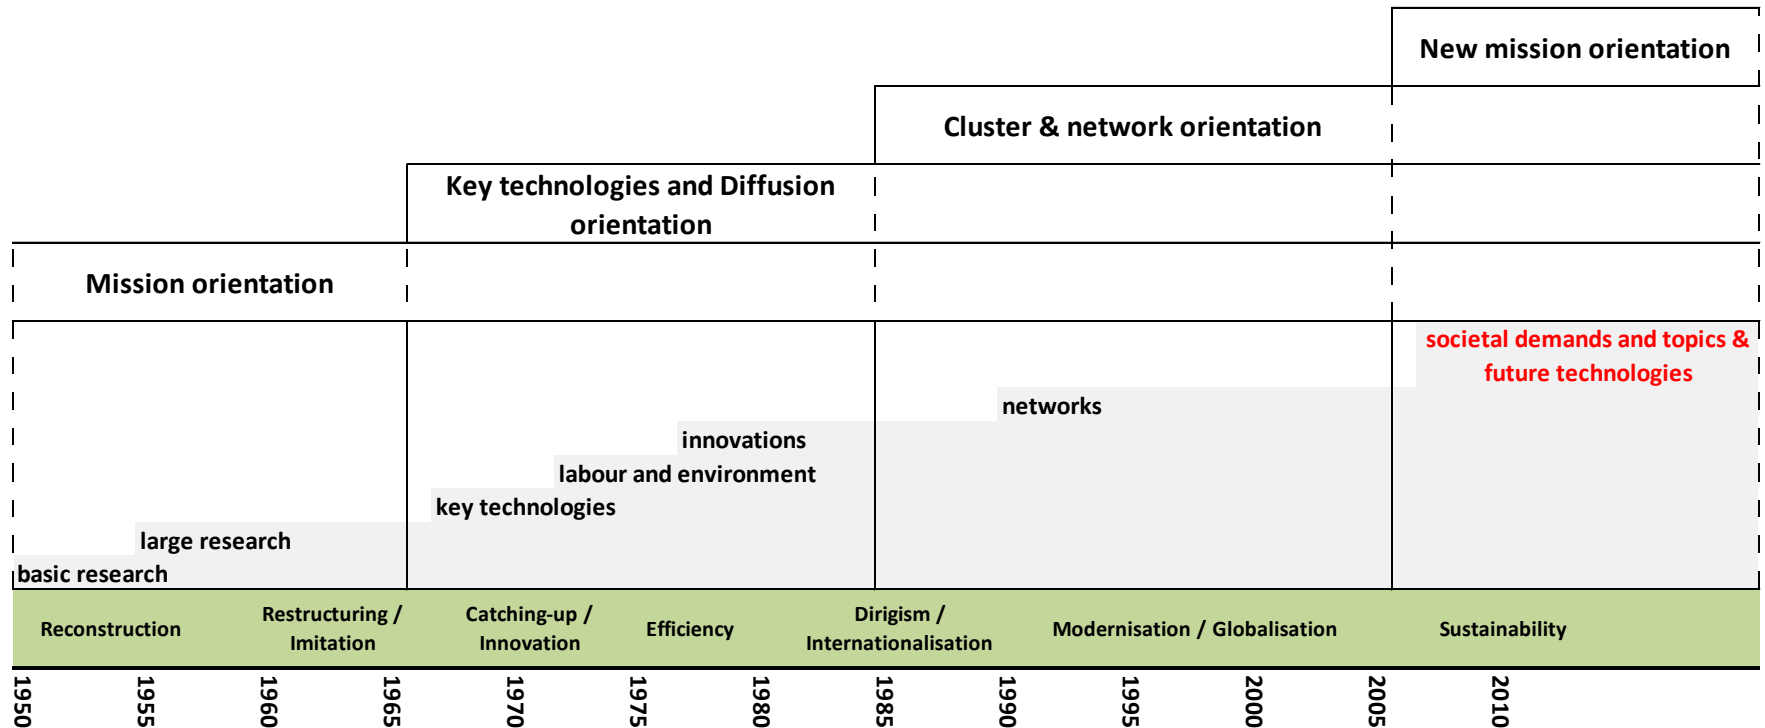 New mission orientation
Cluster & network orientation
Key technologies and Diffusion
orientation
Mission orientation
societal demands and topics &
future technologies
networks
innovations
labour and environment
key technologies
large research
basic research
Reconstruction
Restructuring /
Imitation
Catching-up /
Innovation
Efficiency
Dirigism /
Internationalisation
Modernisation / Globalisation
Sustainability
1950
1955
1960
1965
1970
1975
1980
1985
1990
1995
2000
2005
2010